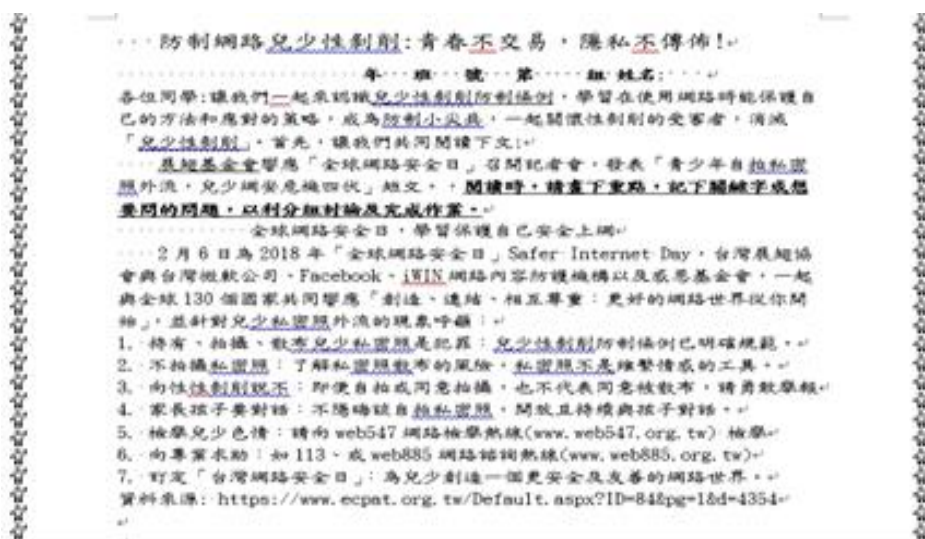 防制網路兒少性剝削:青春不交易，隱私不傳佈!
年 班 號 第 組 姓名:
各位同學:讓我們一起來認識兒少性剝削防制條例，學習在使用網路時能保護自
己的方法和應對的策略，成為防制小尖兵，一起關懷性剝削的受害者，消滅
「兒少性剝削」。首先，讓我們共同閱讀下文:
展翅基金會響應「全球網路安全日」召開記者會，發表「青少年自拍私密
照外流，兒少網安危機四伏」短文。，閱讀時，請畫下重點，記下關鍵字或想
要問的問題，以利分組討論及完成作業。
全球網路安全日，學習保護自己安全上網
2月6日為2018年「全球網路安全日」Safer Internet Day，台灣展翅協
會與台灣微軟公司、Facebook、iWIN網路內容防護機構以及感恩基金會，一起
與全球130個國家共同響應「創造、連結、相互尊重：更好的網路世界從你開
始」，並針對兒少私密照外流的現象呼籲：
1. 持有、拍攝、散布兒少私密照是犯罪：兒少性剝削防制條例已明確規範。
2. 不拍攝私密照：了解私密照散布的風險，私密照不是維繫情感的工具。
3. 向性性剝削說不：即便自拍或同意拍攝，也不代表同意被散布，請勇敢舉報
4. 家長孩子要對話：不隱晦談自拍私密照，開放且持續與孩子對話。
5. 檢舉兒少色情：請向web547網路檢舉熱線(www.web547.org.tw) 檢舉
6. 向專業求助：如113、或web885網路諮詢熱線(www.web885.org.tw)
7. 訂定「台灣網路安全日」：為兒少創造一個更安全及友善的網路世界。
資料來源: https://www.ecpat.org.tw/Default.aspx?ID=84&pg=1&d=4354